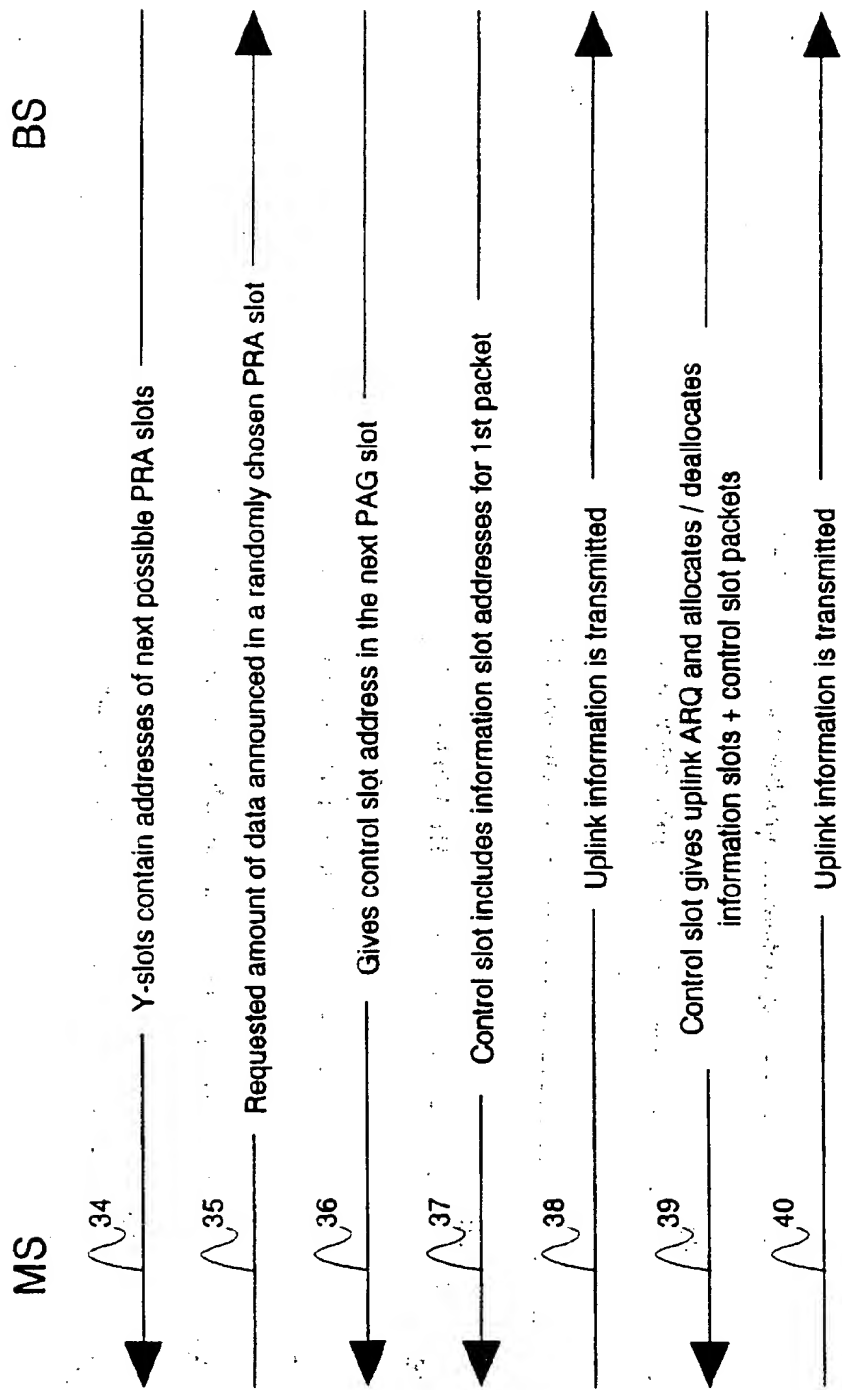 MS
BS
34
Y-slots contain addresses of next possible PRA slots
35
Requested amount of data announced in a randomly chosen PRA slot
36
Gives control slot address in the next PAG slot
37
Control slot includes information slot addresses for 1st packet
38
Uplink information is transmitted
39
Control slot gives uplink ARQ and allocates / deallocates
information slots + control slot packets
40
Uplink information is transmitted